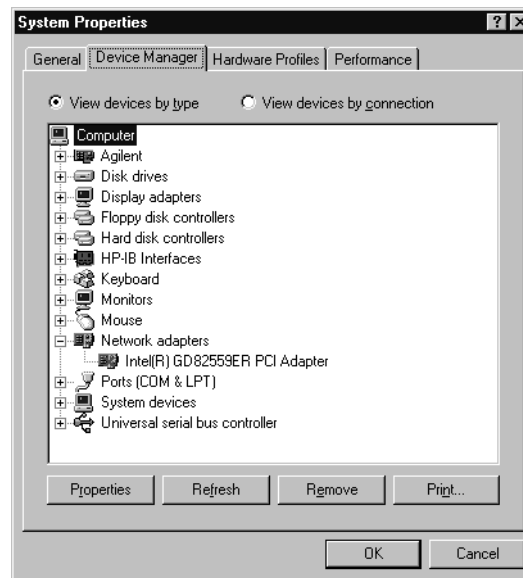 System Properties
General Device Manager Hardware Profiles Performance
View devices by type View devices by connection
Computer
Agilent
Disk drives
Display adapters
Floppy disk controllers
Hard disk controllers
HP-IB Interfaces
Keyboard
Monitors
Mouse
Network adapters
Intel(R) GD82559ER PCI Adapter
Ports (COM & LPT)
System devices
Universal serial bus controller
Properties Refresh Remove Print...
OK Cancel